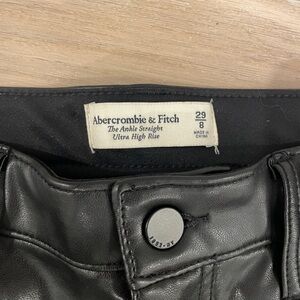 Abercrombie & Fitch
The Ankle Straight
Ultra High Rise
29
8
MADE IN
CHINA